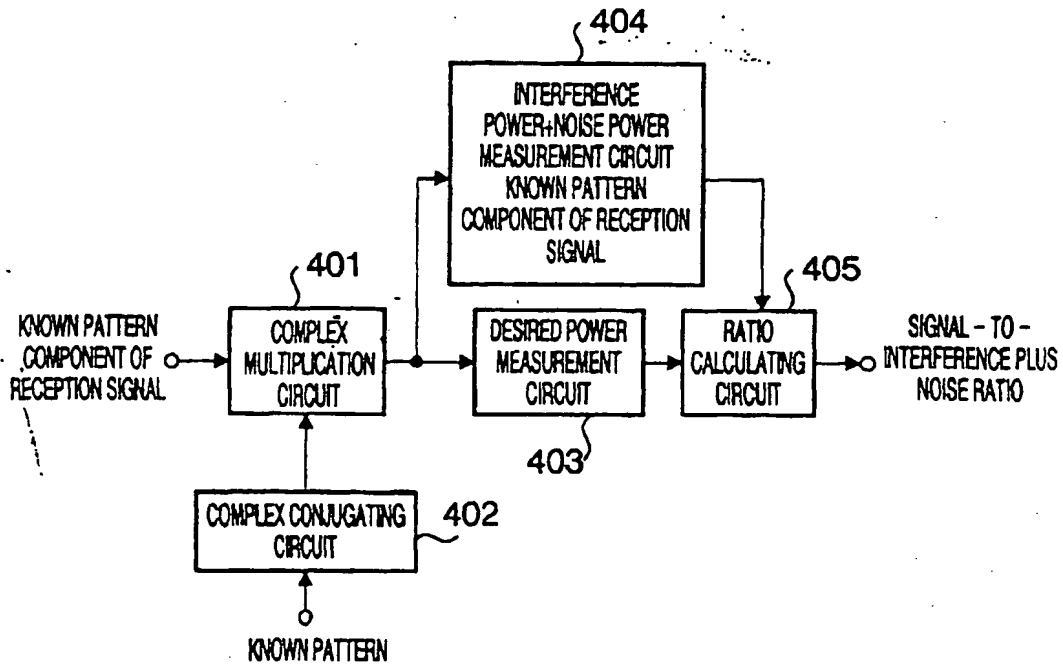 404
INTERFERENCE
POWER+NOISE POWER
MEASUREMENT CIRCUIT
KNOWN PATTERN
COMPONENT OF RECEPTION
SIGNAL
401
405
KNOWN PATTERN
COMPONENT OF
RECEPTION SIGNAL
COMPLEX
MULTIPLICATION
CIRCUIT
DESIRED POWER
MEASUREMENT
CIRCUIT
RATIO
CALCULATING
CIRCUIT
SIGNAL - TO -
INTERFERENCE PLUS
NOISE RATIO
403
COMPLEX CONJUGATING
CIRCUIT
402
KNOWN PATTERN